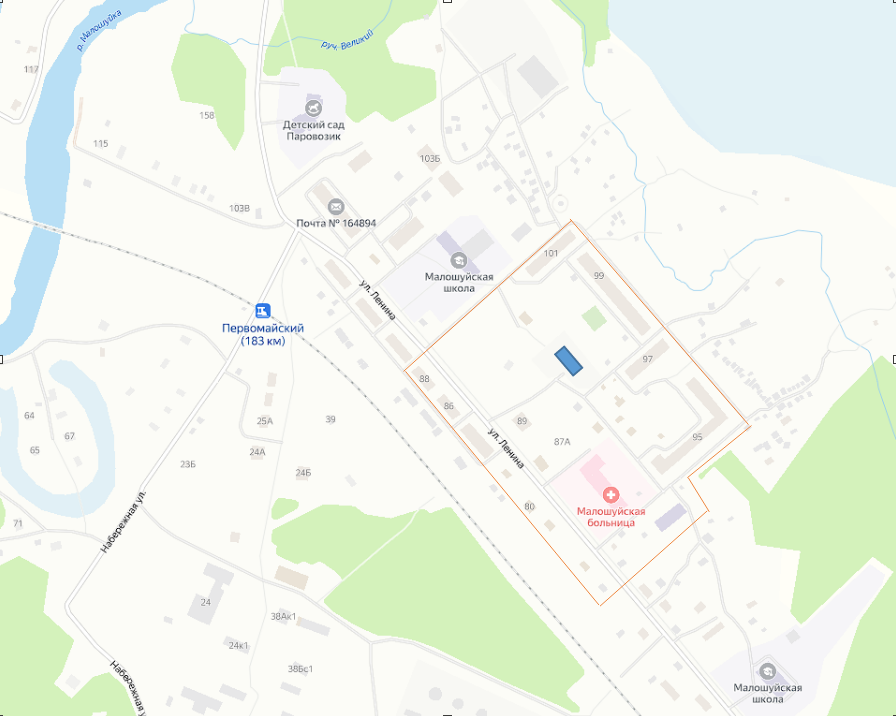 р. Малошуйка
руч. Великий
117
158
Детский сад
Паровозик
115
103Б
103В
Почта № 164894
101
Малошуйская
школа
99
ул. Ленина
Первомайский
(183 км)
97
88
86
64
67
25А
39
89
ул. Ленина
87А
95
65
24А
23Б
24Б
Малошуйская
больница
80
71
Набережная ул.
24
38Ак1
24к1
38Бс1
Набережная у
Малошуйская
школа